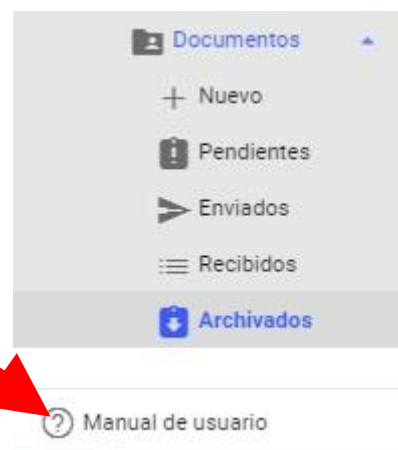 Documentos
Nuevo
Pendientes
Enviados
Recibidos
Archivados
Manual de usuario